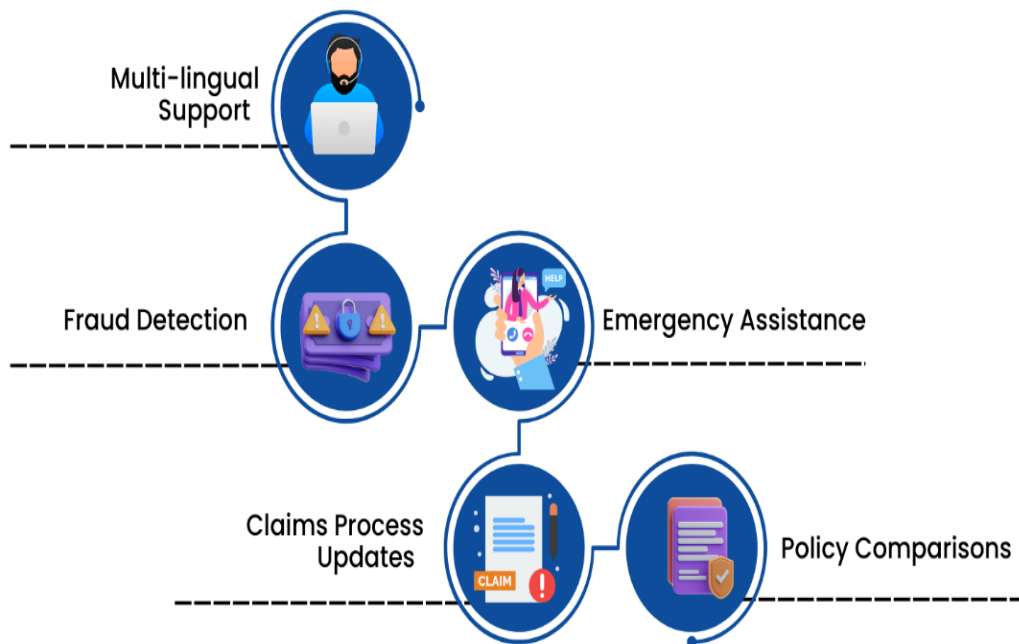 Multi-lingual
Support
Fraud Detection
HELP
Emergency Assistance
Claims Process
Updates
CLAIM
Policy Comparisons